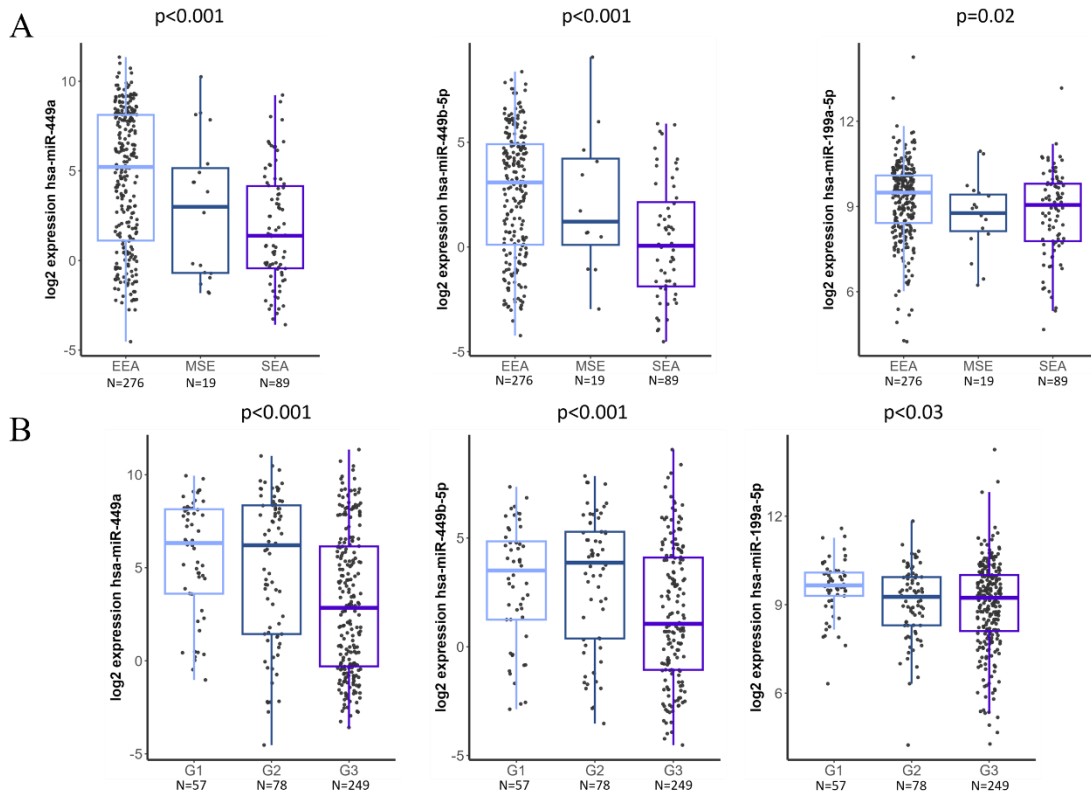 A
p<0.001
log2 expression hsa-miR-449a
10
5
0
-5
EEA MSE SEA
N=276 N=19 N=89
p<0.001
log2 expression hsa-miR-449b-5p
5
0
-5
EEA MSE SEA
N=276 N=19 N=89
p=0.02
log2 expression hsa-miR-199a-5p
12
9
6
EEA MSE SEA
N=276 N=19 N=89
B
p<0.001
log2 expression hsa-miR-449a
10
5
0
-5
G1 G2 G3
N=57 N=78 N=249
p<0.001
log2 expression hsa-miR-449b-5p
5
0
-5
G1 G2 G3
N=57 N=78 N=249
p<0.03
log2 expression hsa-miR-199a-5p
12
9
6
G1 G2 G3
N=57 N=78 N=249